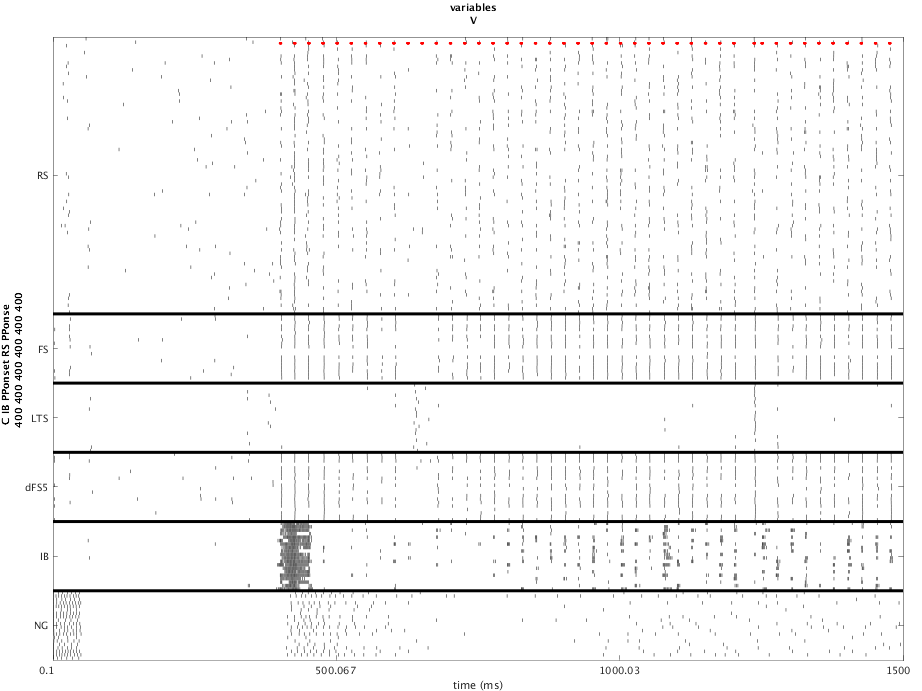 variables
V
C IB PPonset RS PPonse
400 400 400 400 400 400 400
RS
FS
LTS
dFS5
IB
NG
0.1
500.067
1000.03
1500
time (ms)